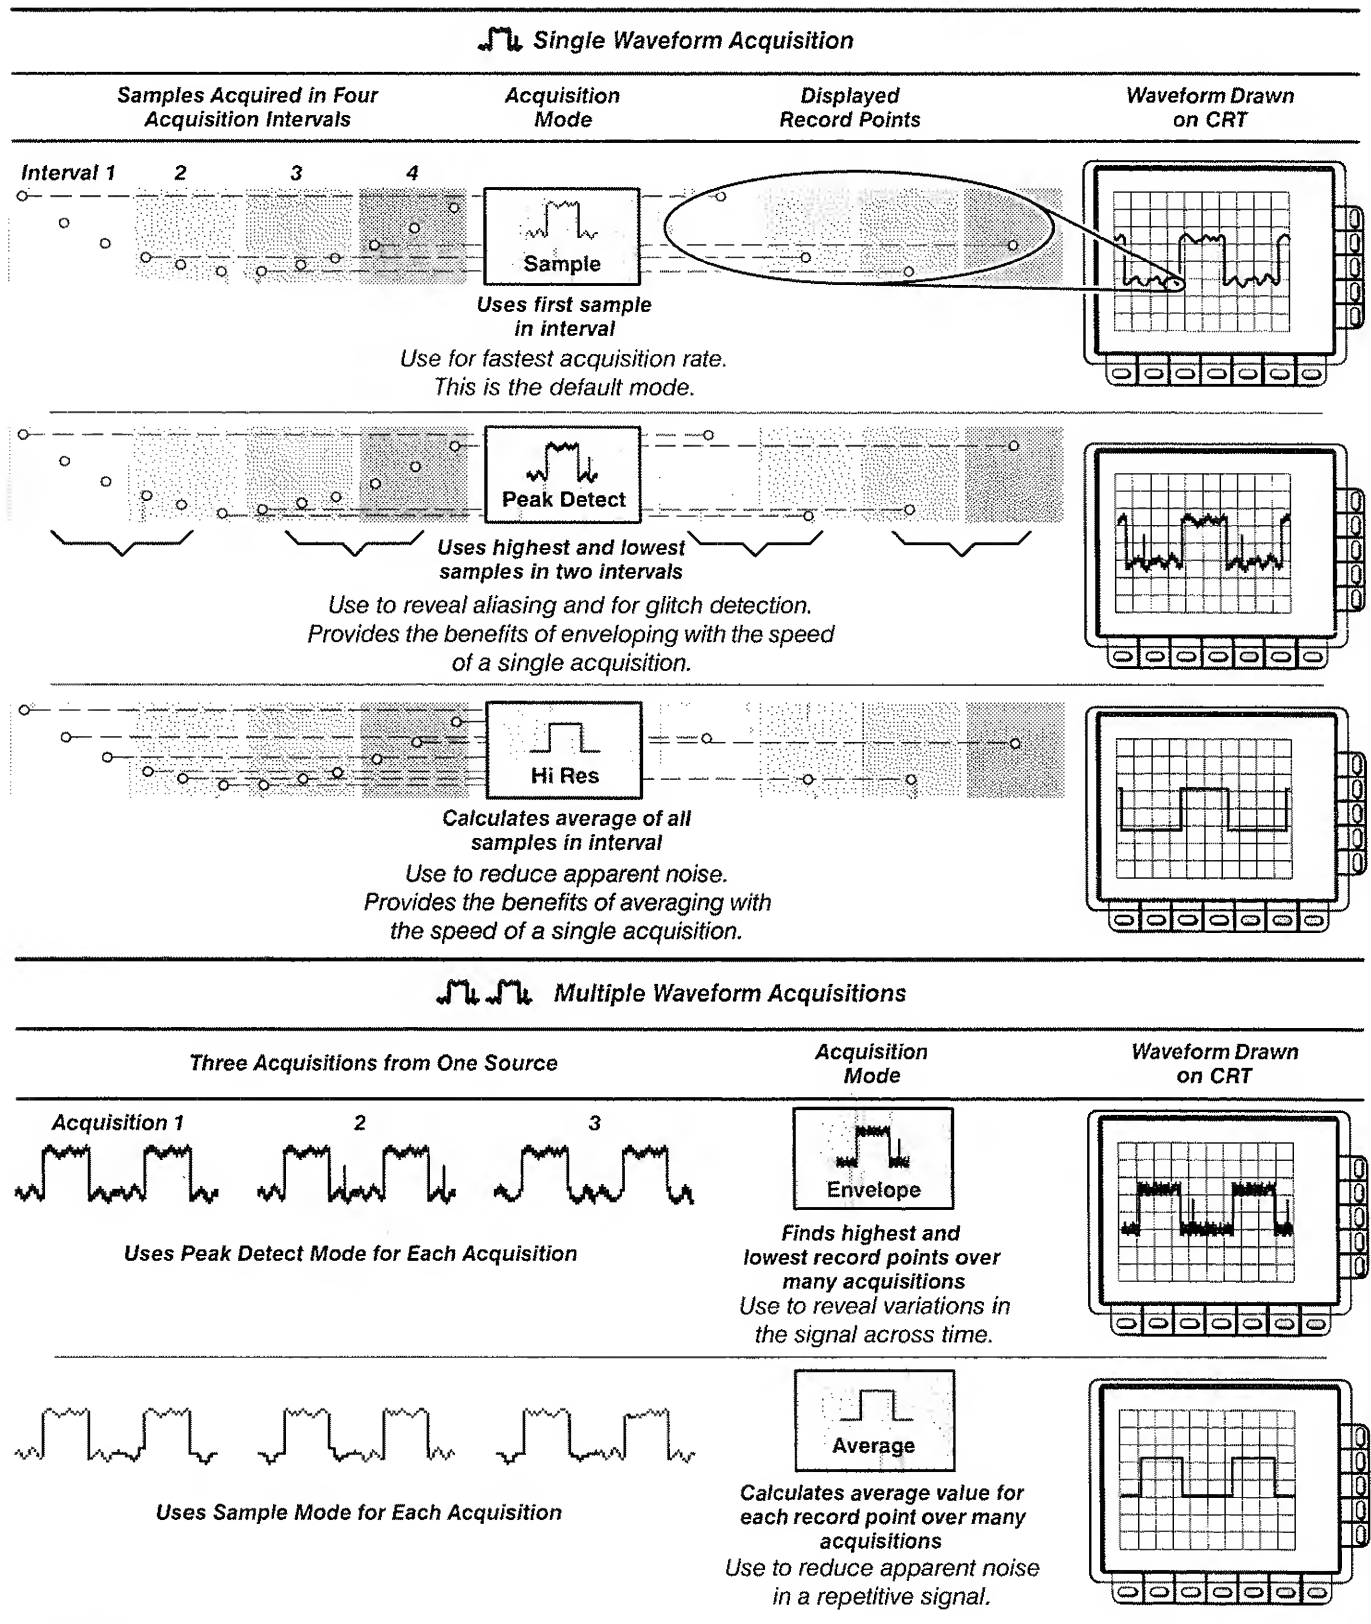 Single Waveform Acquisition
Samples Acquired in Four
Acquisition Intervals
Acquisition
Mode
Displayed
Record Points
Waveform Drawn
on CRT
Interval 1 2 3 4
Sample
Uses first sample
in interval
Use for fastest acquisition rate.
This is the default mode.
Peak Detect
Uses highest and lowest
samples in two intervals
Use to reveal aliasing and for glitch detection.
Provides the benefits of enveloping with the speed
of a single acquisition.
Hi Res
Calculates average of all
samples in interval
Use to reduce apparent noise.
Provides the benefits of averaging with
the speed of a single acquisition.
Multiple Waveform Acquisitions
Three Acquisitions from One Source
Acquisition
Mode
Waveform Drawn
on CRT
Acquisition 1 2 3
Uses Peak Detect Mode for Each Acquisition
Envelope
Finds highest and
lowest record points over
many acquisitions
Use to reveal variations in
the signal across time.
Uses Sample Mode for Each Acquisition
Average
Calculates average value for
each record point over many
acquisitions
Use to reduce apparent noise
in a repetitive signal.